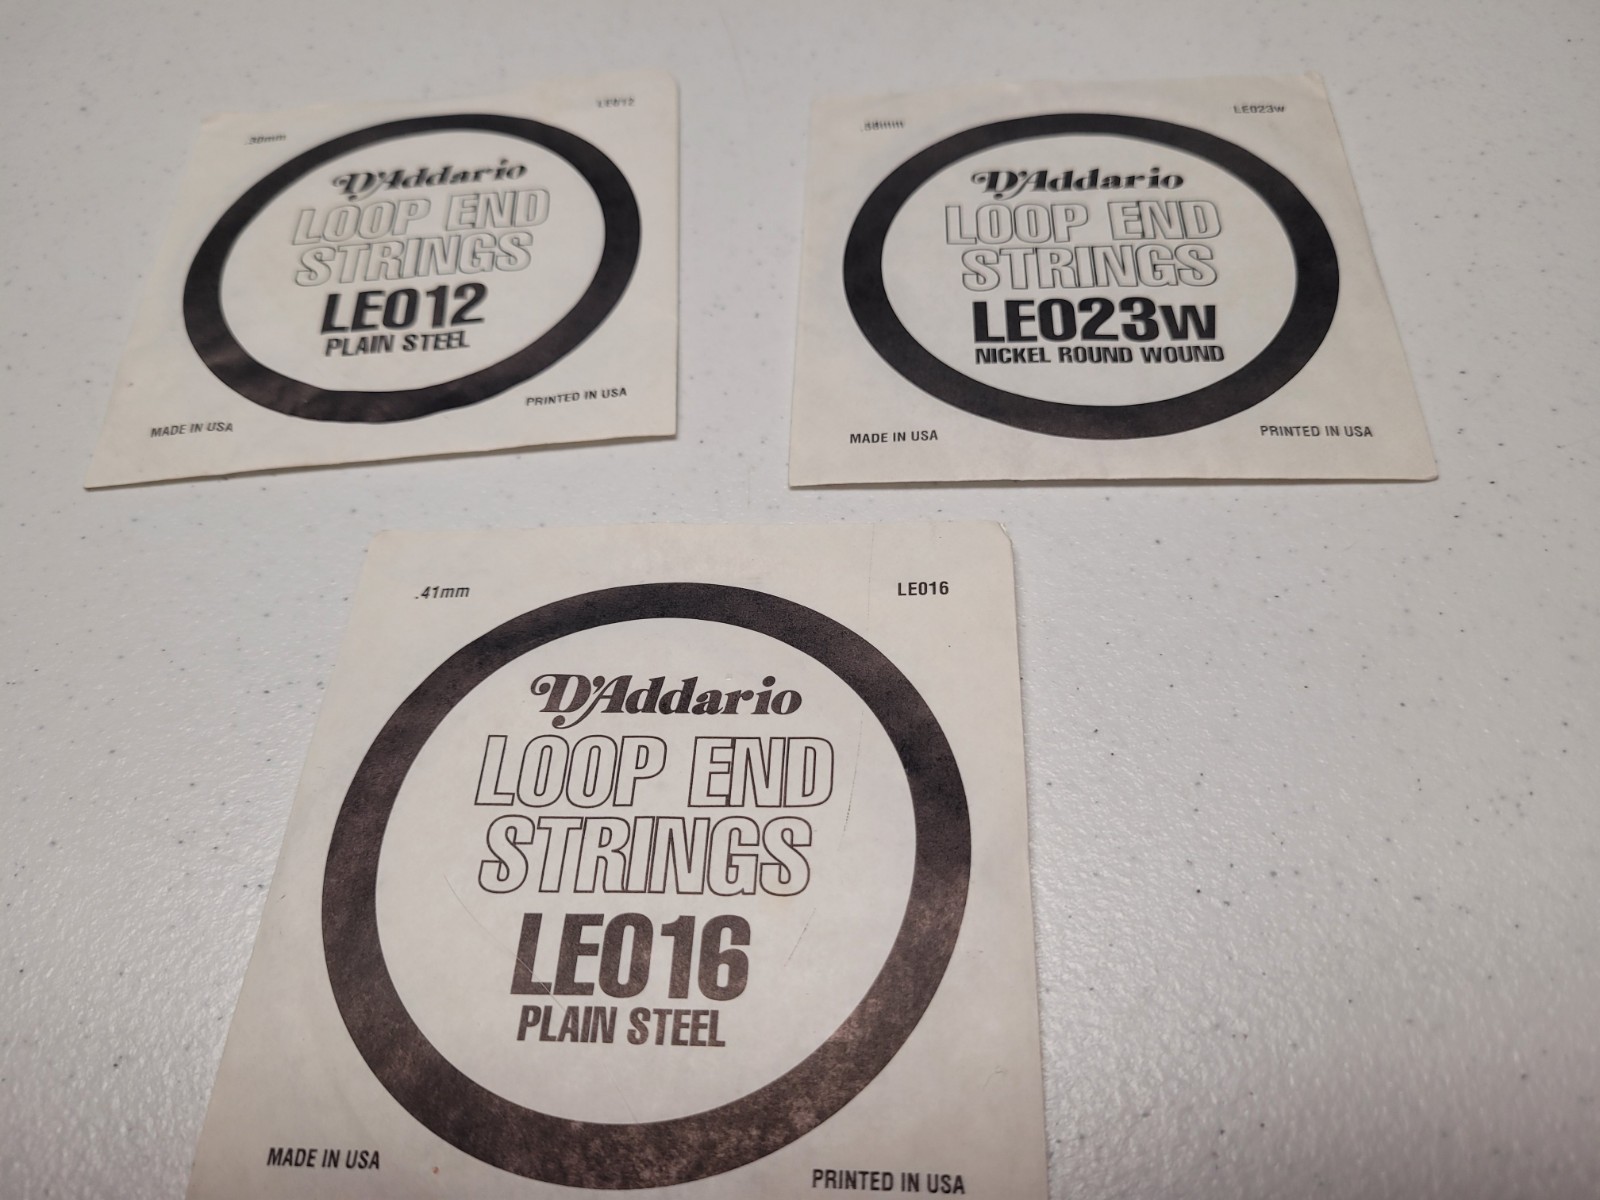 .30mm
LE012
D'Addario
LOOP END
STRINGS
LE012
PLAIN STEEL
MADE IN USA
PRINTED IN USA
LE023W
D'Addario
LOOP END
STRINGS
LE023W
NICKEL ROUND WOUND
MADE IN USA
PRINTED IN USA
.41mm
LE016
D'Addario
LOOP END
STRINGS
LE016
PLAIN STEEL
MADE IN USA
PRINTED IN USA